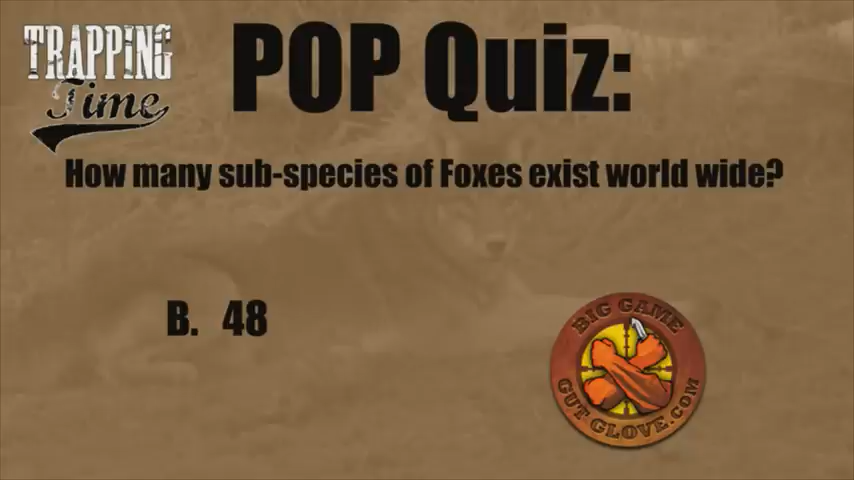 TRAPPING
Time
POP Quiz:
How many sub-species of Foxes exist world wide?
B. 48
BIG GAME
GUT GLOVE.COM